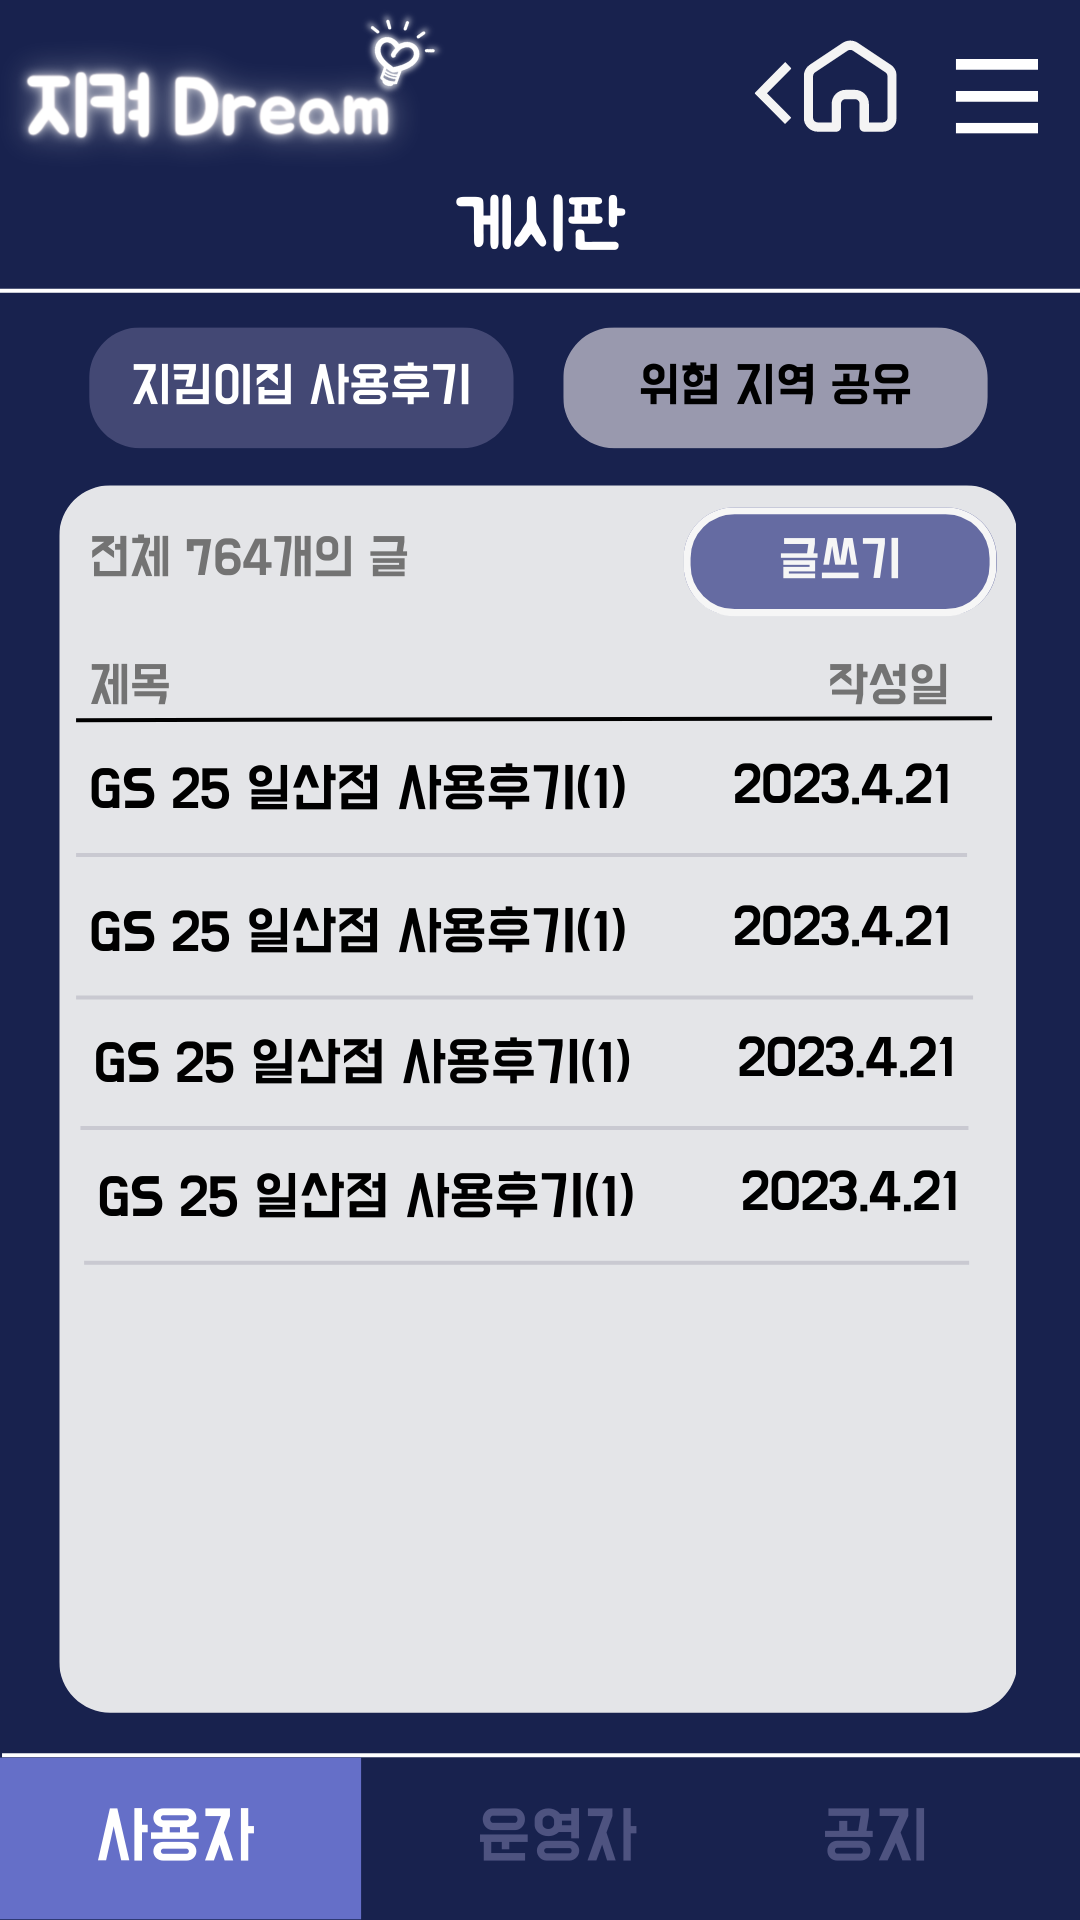 지켜 Dream
게시판
지킴이집 사용후기 위험 지역 공유
전체 764개의 글 글쓰기
제목 작성일
GS 25 일산점 사용후기(1) 2023.4.21
GS 25 일산점 사용후기(1) 2023.4.21
GS 25 일산점 사용후기(1) 2023.4.21
GS 25 일산점 사용후기(1) 2023.4.21
사용자 운영자 공지